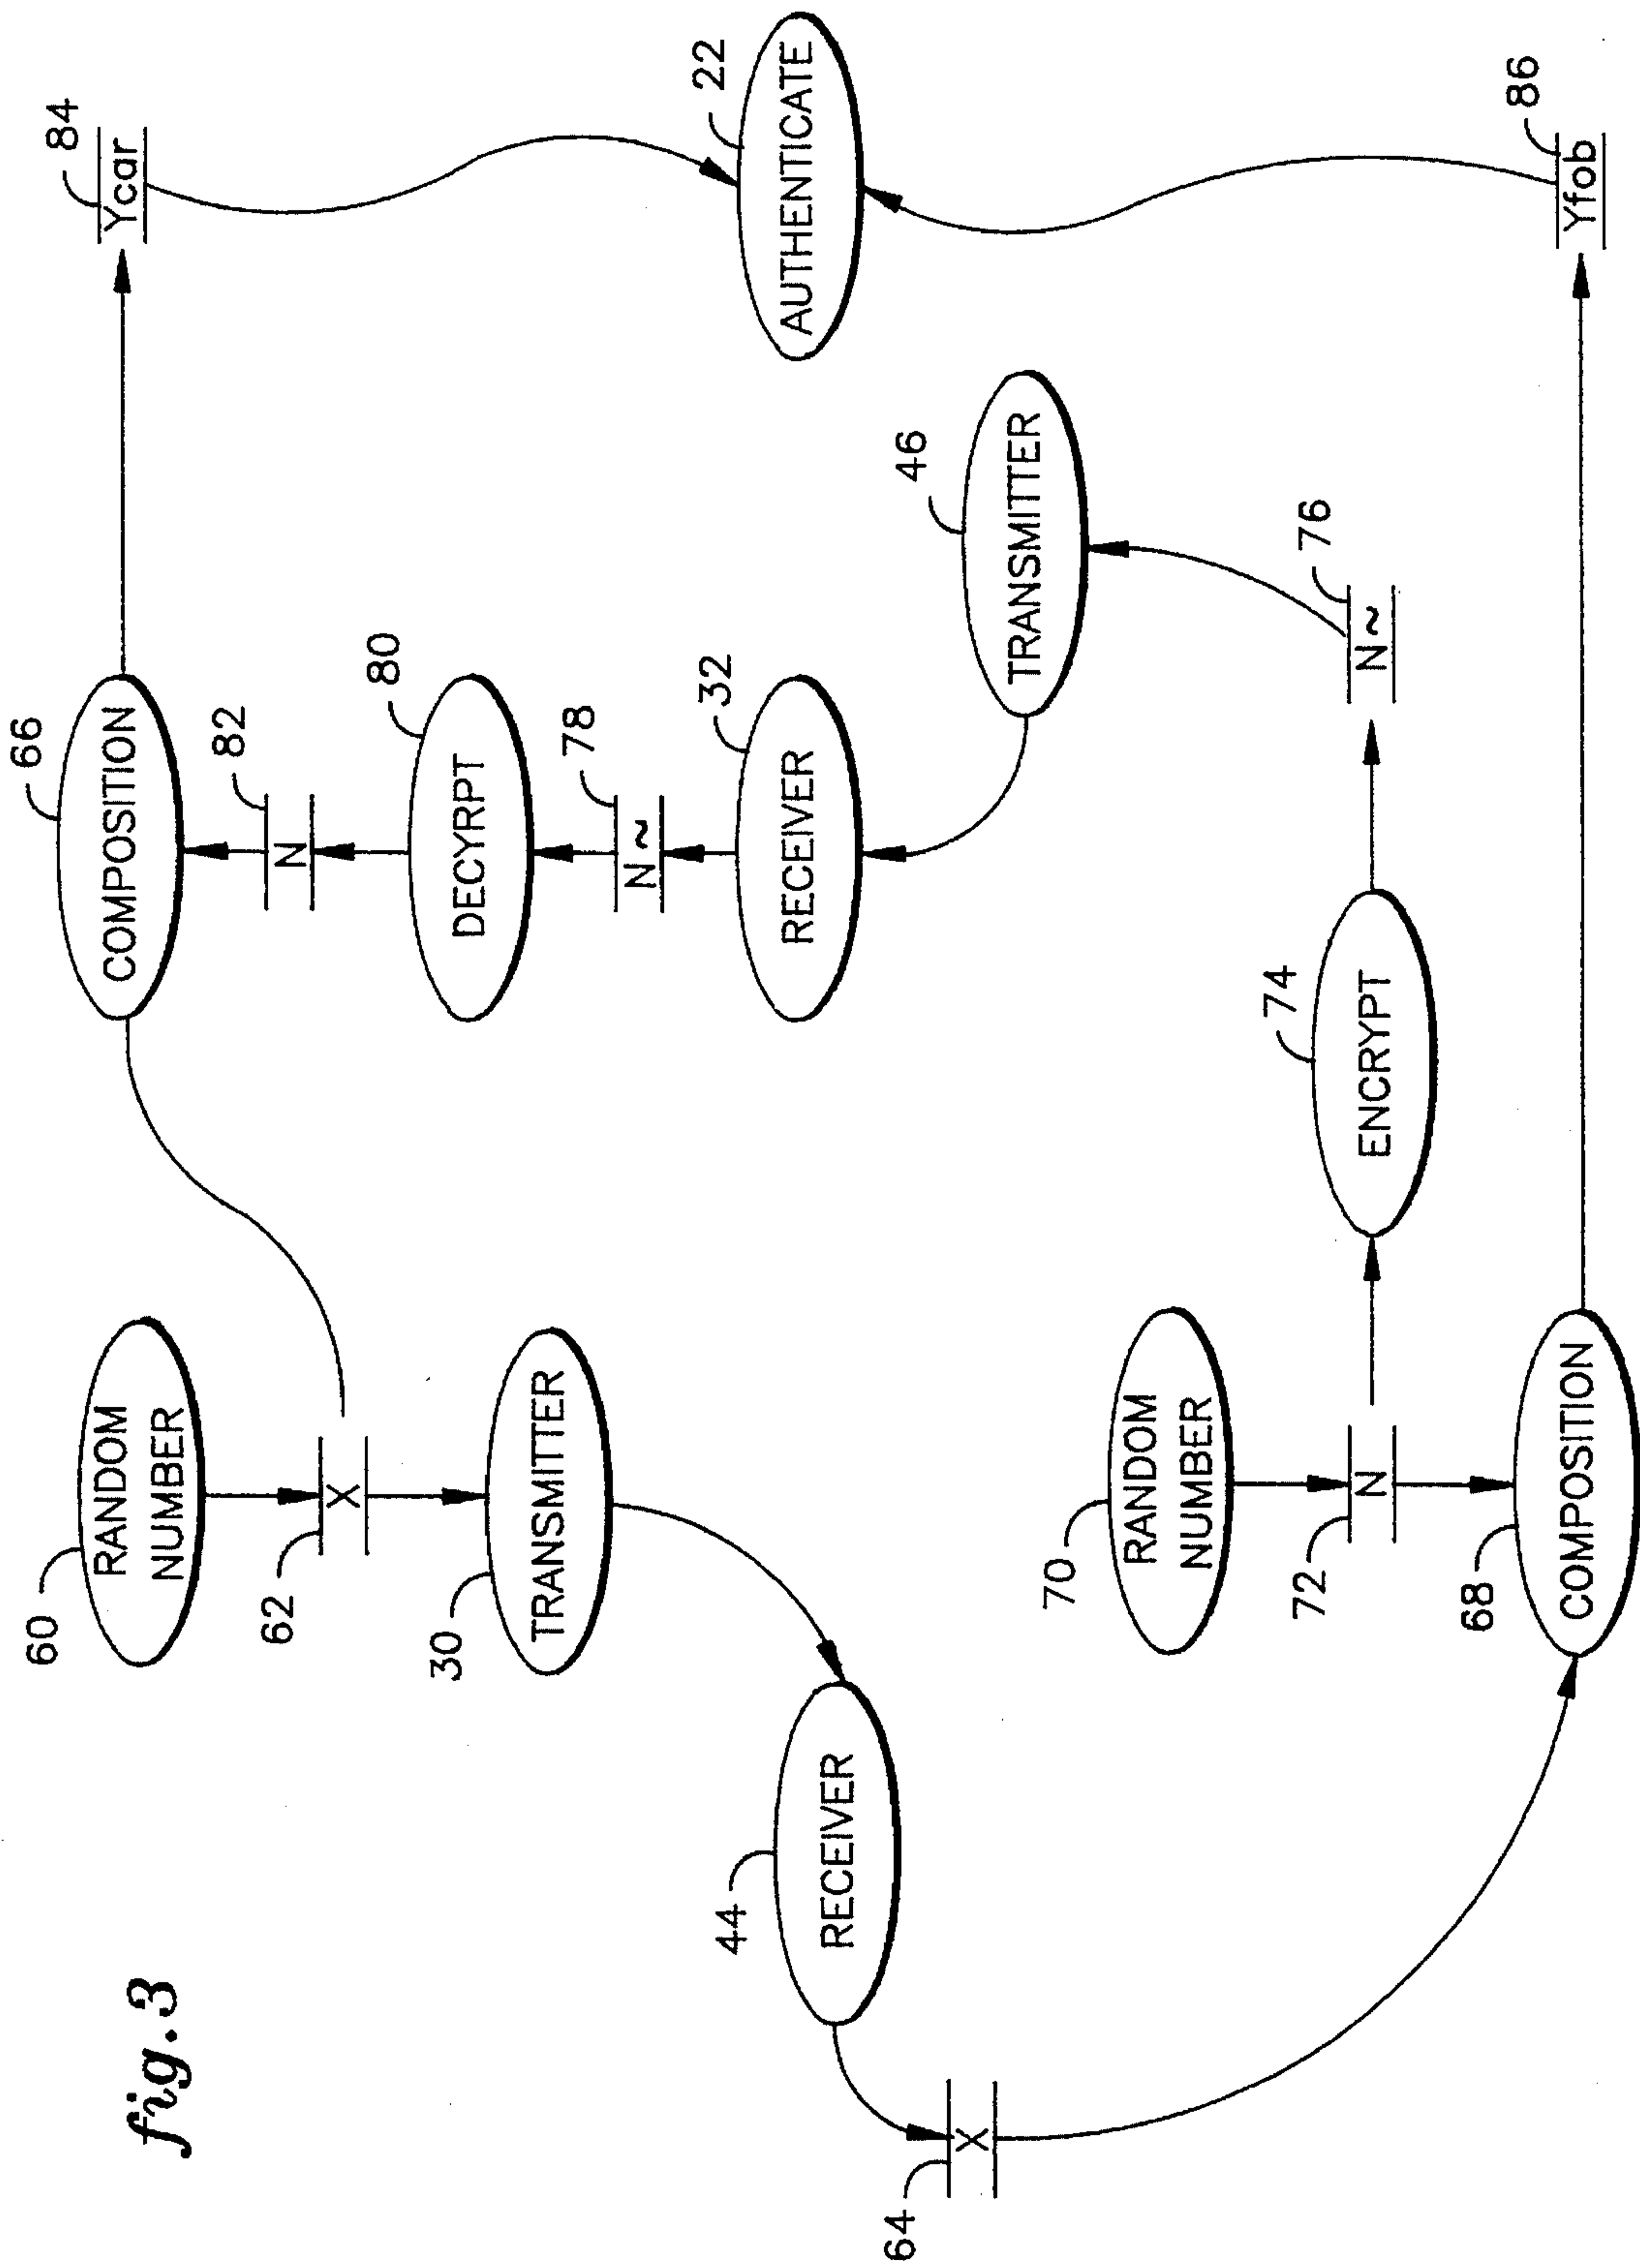 fig.3
60
RANDOM
NUMBER
62
X
30
TRANSMITTER
44
RECEIVER
64
X
66
COMPOSITION
82
N
80
DECYRPT
78
N ~
32
RECEIVER
46
TRANSMITTER
76
N ~
74
ENCRYPT
70
RANDOM
NUMBER
72
N
68
COMPOSITION
84
Ycar
22
AUTHENTICATE
86
Yfob